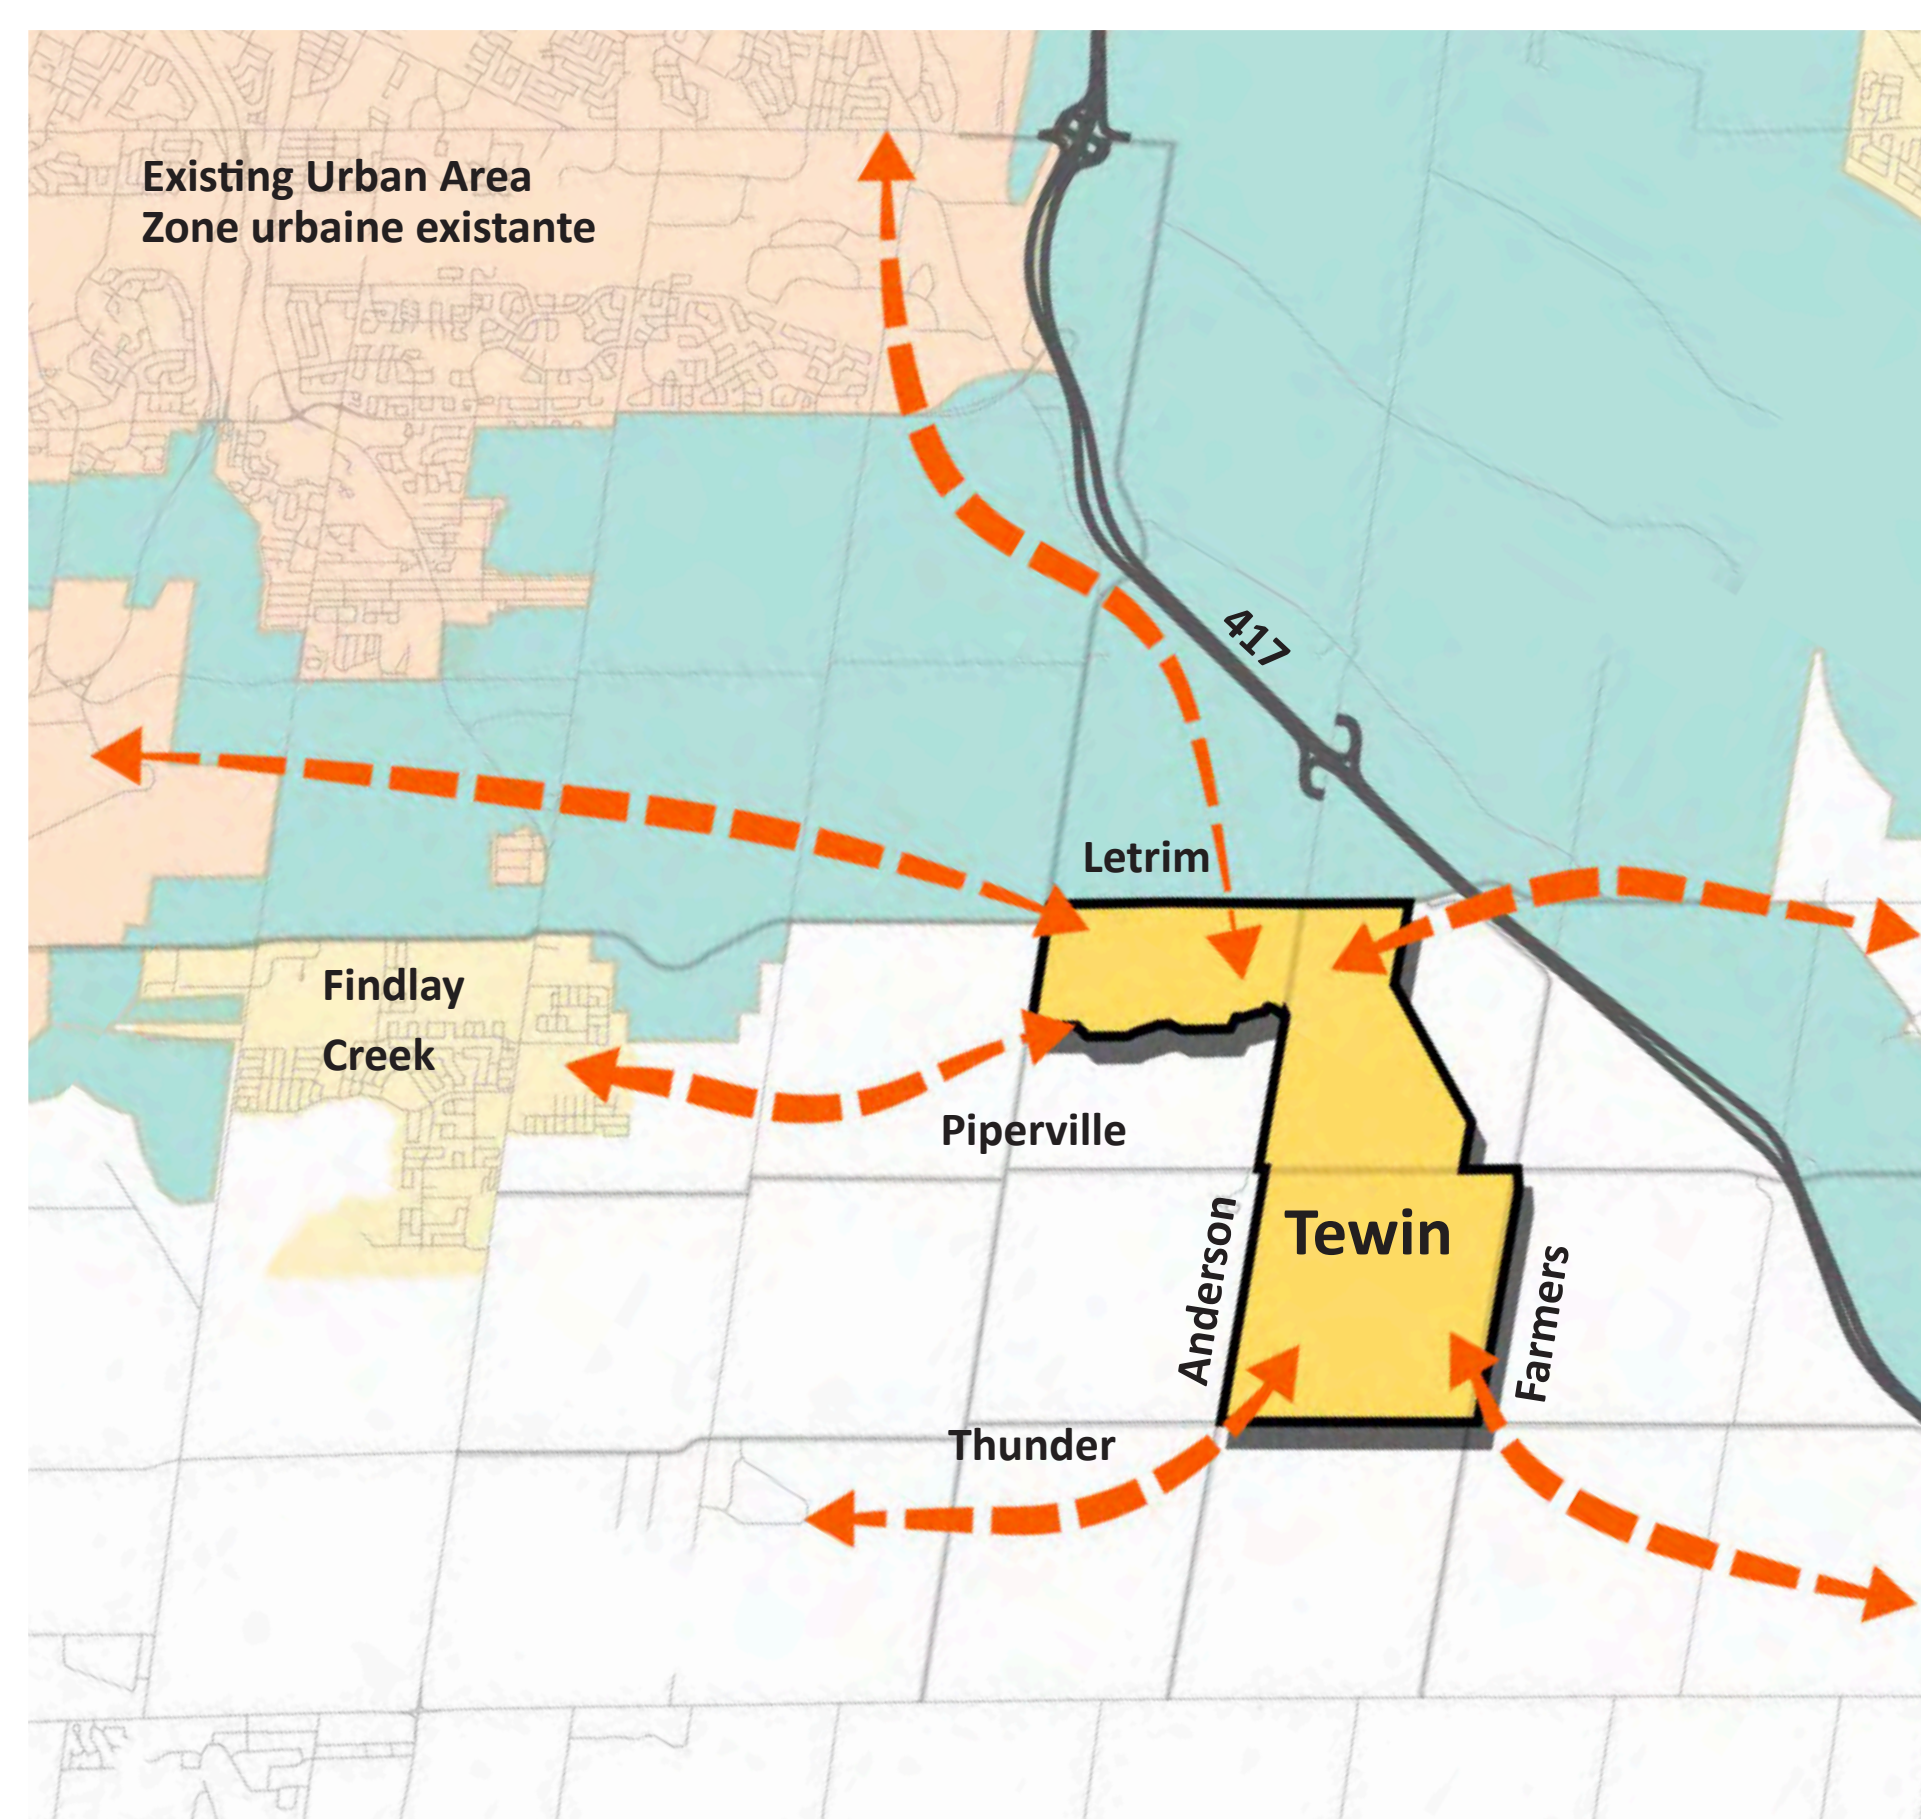 Existing Urban Area
Zone urbaine existante
417
Letrim
Findlay
Creek
Piperville
Tewin
Anderson
Farmers
Thunder